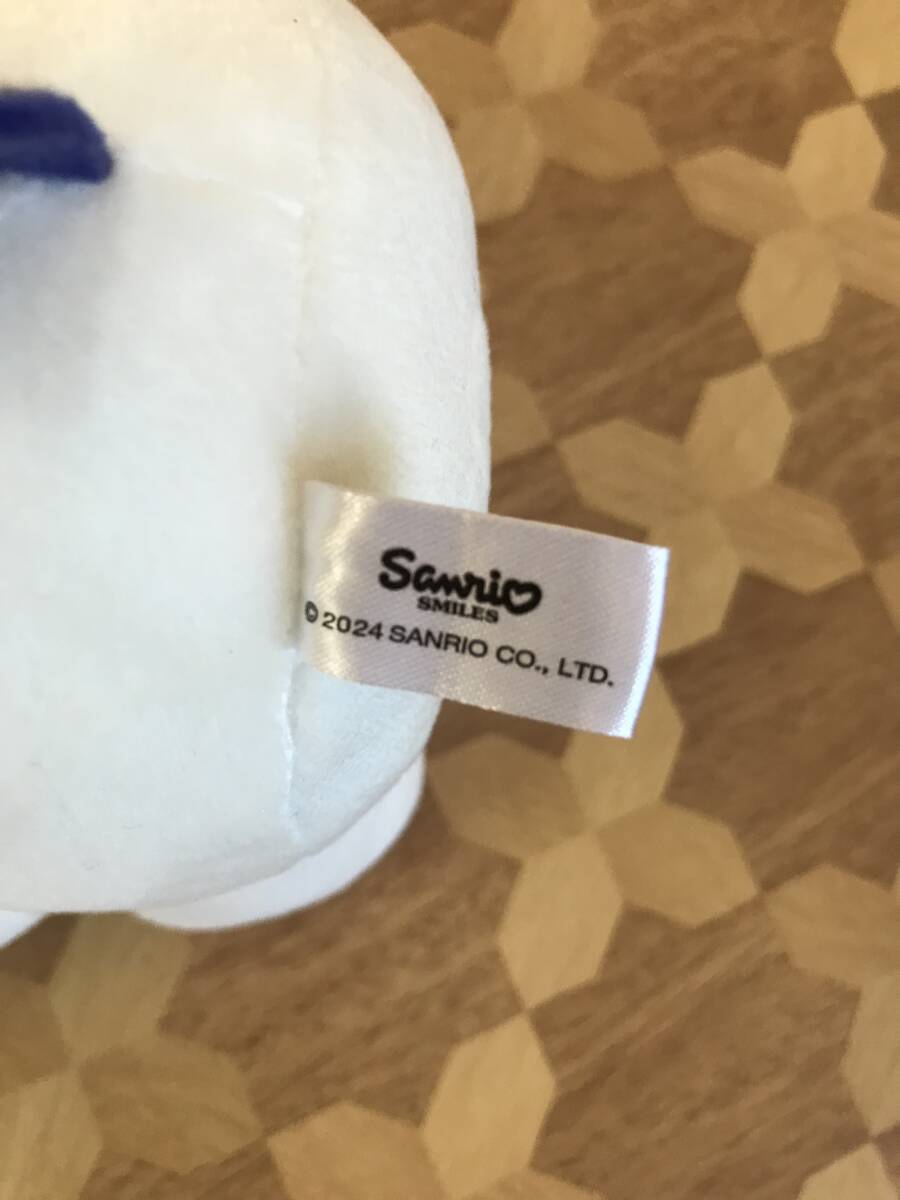 Sanrio
SMILES
© 2024 SANRIO CO., LTD.